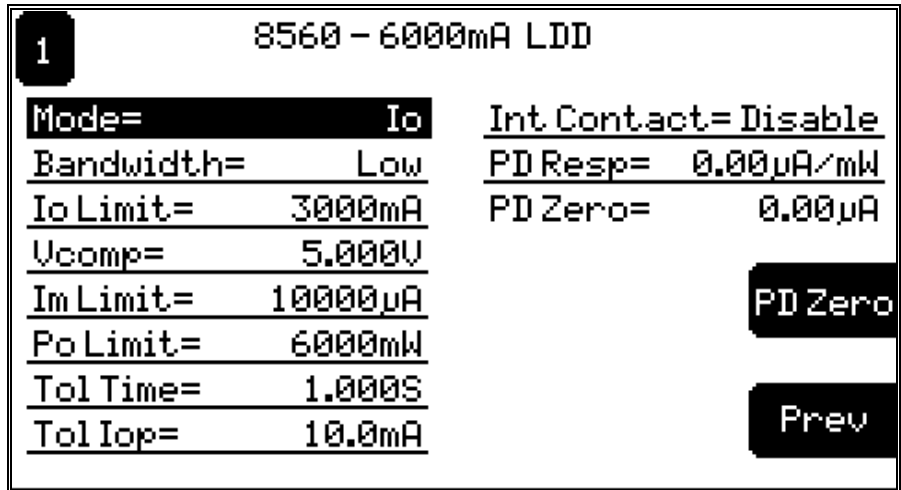 1
8560 – 6000mA LDD
Mode= Io
Bandwidth= Low
Io Limit= 3000mA
Vcomp= 5.000V
Im Limit= 10000µA
Po Limit= 6000mW
Tol Time= 1.000S
Tol Iop= 10.0mA
Int Contact= Disable
PD Resp= 0.00µA/mW
PD Zero= 0.00µA
PD Zero
Prev